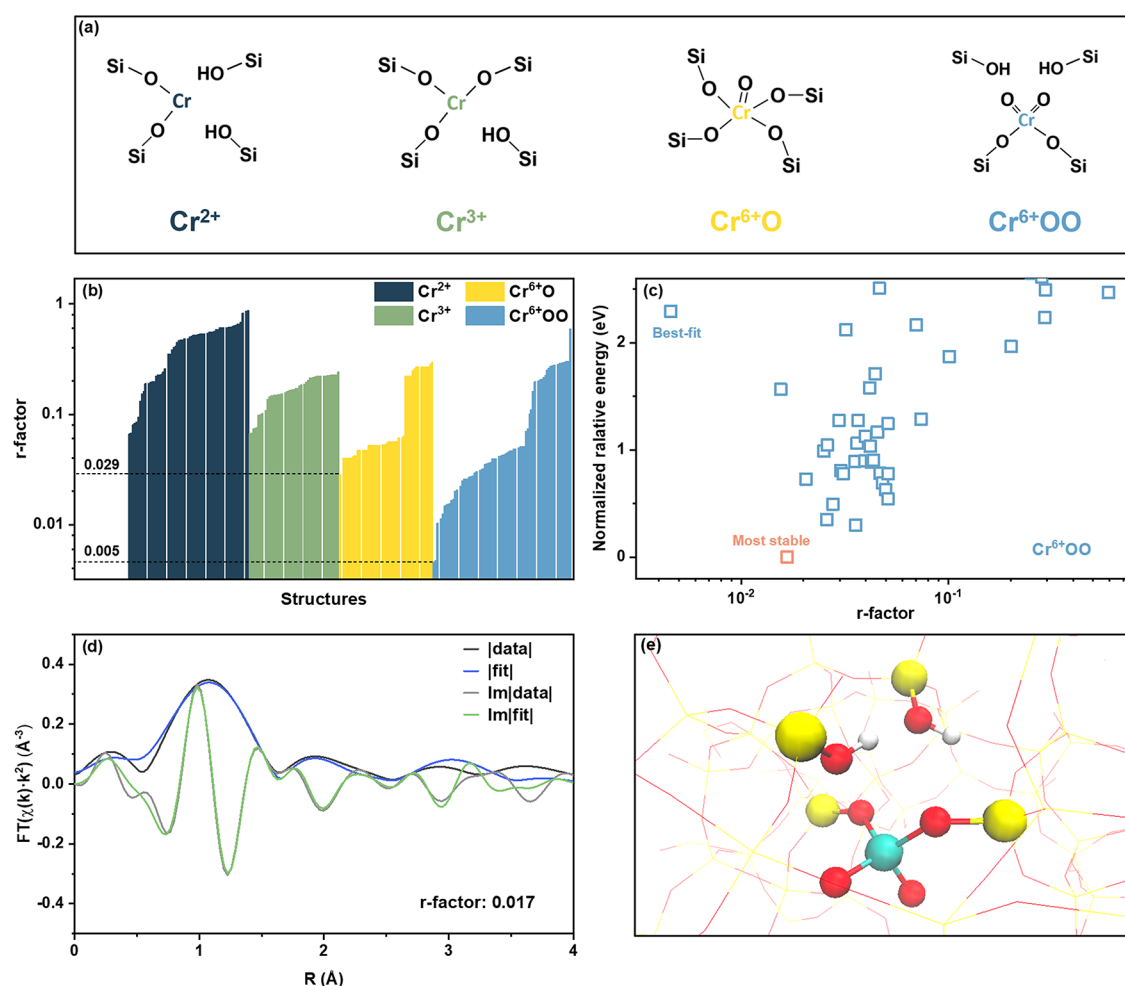 (a)
Si HO Si
O
Cr
O HO
Si Si
Cr²⁺
Si O O Si
Cr
O HO
Si Si
Cr³⁺
Si O
O O Si
Cr
Si O O
Si
Cr⁶⁺O
Si OH HO Si
O O
Cr
O O
Si Si
Cr⁶⁺OO
(b)
Cr²⁺ Cr⁶⁺O
Cr³⁺ Cr⁶⁺OO
1
0.1
0.01
0.029
0.005
r-factor
Structures
(c)
Best-fit
Most stable
Cr⁶⁺OO
2
1
0
Normalized ralative energy (eV)
10⁻² 10⁻¹
r-factor
(d)
|data|
|fit|
Im|data|
Im|fit|
0.4
0.2
0.0
-0.2
-0.4
FT(χ(k)·k²) (Å⁻³)
r-factor: 0.017
0 1 2 3 4
R (Å)
(e)